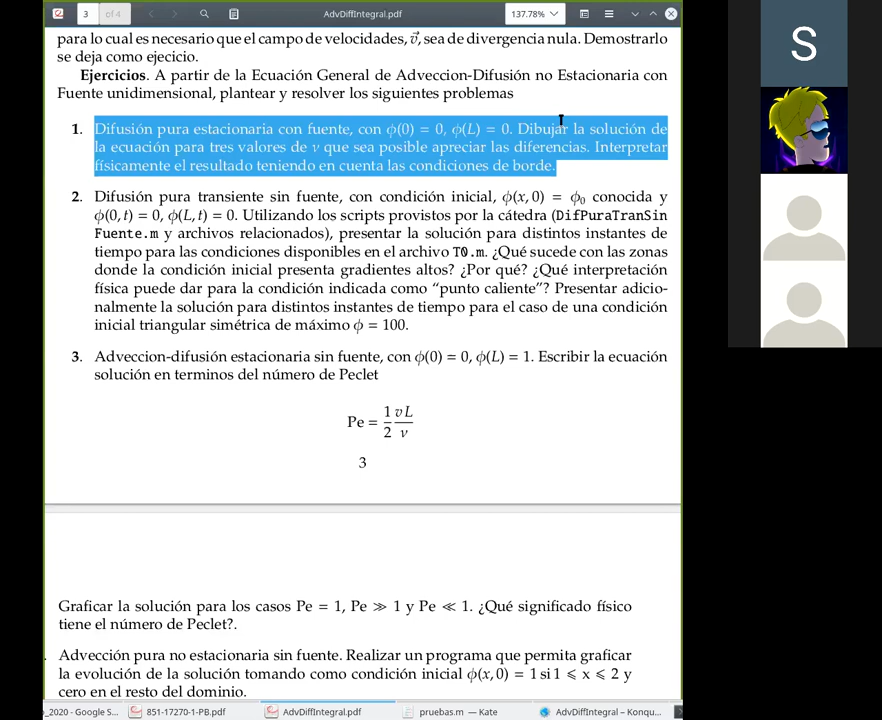 3 of 4 AdvDiffIntegral.pdf 137.78%
para lo cual es necesario que el campo de velocidades, v⃗, sea de divergencia nula. Demostrarlo
se deja como ejecicio.
Ejercicios. A partir de la Ecuación General de Adveccion-Difusión no Estacionaria con
Fuente unidimensional, plantear y resolver los siguientes problemas
1. Difusión pura estacionaria con fuente, con ϕ(0) = 0, ϕ(L) = 0. Dibujar la solución de
la ecuación para tres valores de ν que sea posible apreciar las diferencias. Interpretar
físicamente el resultado teniendo en cuenta las condiciones de borde.
2. Difusión pura transiente sin fuente, con condición inicial, ϕ(x, 0) = ϕ₀ conocida y
ϕ(0, t) = 0, ϕ(L, t) = 0. Utilizando los scripts provistos por la cátedra (DifPuraTranSin
Fuente.m y archivos relacionados), presentar la solución para distintos instantes de
tiempo para las condiciones disponibles en el archivo T0.m. ¿Qué sucede con las zonas
donde la condición inicial presenta gradientes altos? ¿Por qué? ¿Qué interpretación
física puede dar para la condición indicada como “punto caliente”? Presentar adicio-
nalmente la solución para distintos instantes de tiempo para el caso de una condición
inicial triangular simétrica de máximo ϕ = 100.
3. Adveccion-difusión estacionaria sin fuente, con ϕ(0) = 0, ϕ(L) = 1. Escribir la ecuación
solución en terminos del número de Peclet
Pe = 1/2 vL/ν
3
Graficar la solución para los casos Pe = 1, Pe ≫ 1 y Pe ≪ 1. ¿Qué significado físico
tiene el número de Peclet?.
. Advección pura no estacionaria sin fuente. Realizar un programa que permita graficar
la evolución de la solución tomando como condición inicial ϕ(x, 0) = 1 si 1 ⩽ x ⩽ 2 y
cero en el resto del dominio.
_2020 - Google S... 851-17270-1-PB.pdf AdvDiffIntegral.pdf pruebas.m — Kate AdvDiffIntegral – Konqu...
S